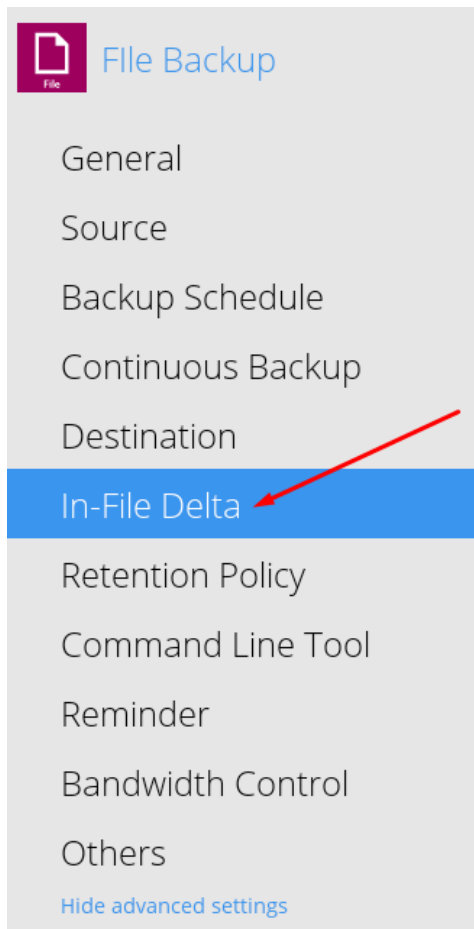 File
FIle Backup
General
Source
Backup Schedule
Continuous Backup
Destination
In-File Delta
Retention Policy
Command Line Tool
Reminder
Bandwidth Control
Others
Hide advanced settings